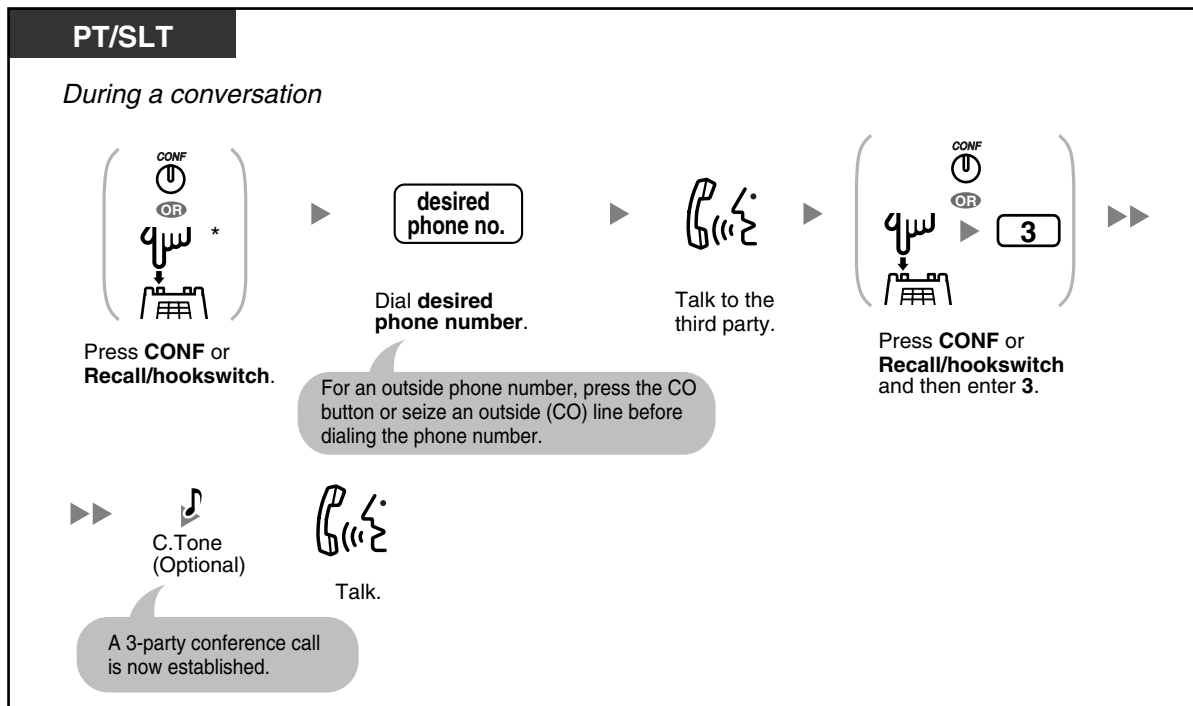 PT/SLT
During a conversation
CONF
OR
*
Press CONF or
Recall/hookswitch.
desired
phone no.
Dial desired
phone number.
For an outside phone number, press the CO
button or seize an outside (CO) line before
dialing the phone number.
Talk to the
third party.
CONF
OR
3
Press CONF or
Recall/hookswitch
and then enter 3.
C.Tone
(Optional)
A 3-party conference call
is now established.
Talk.